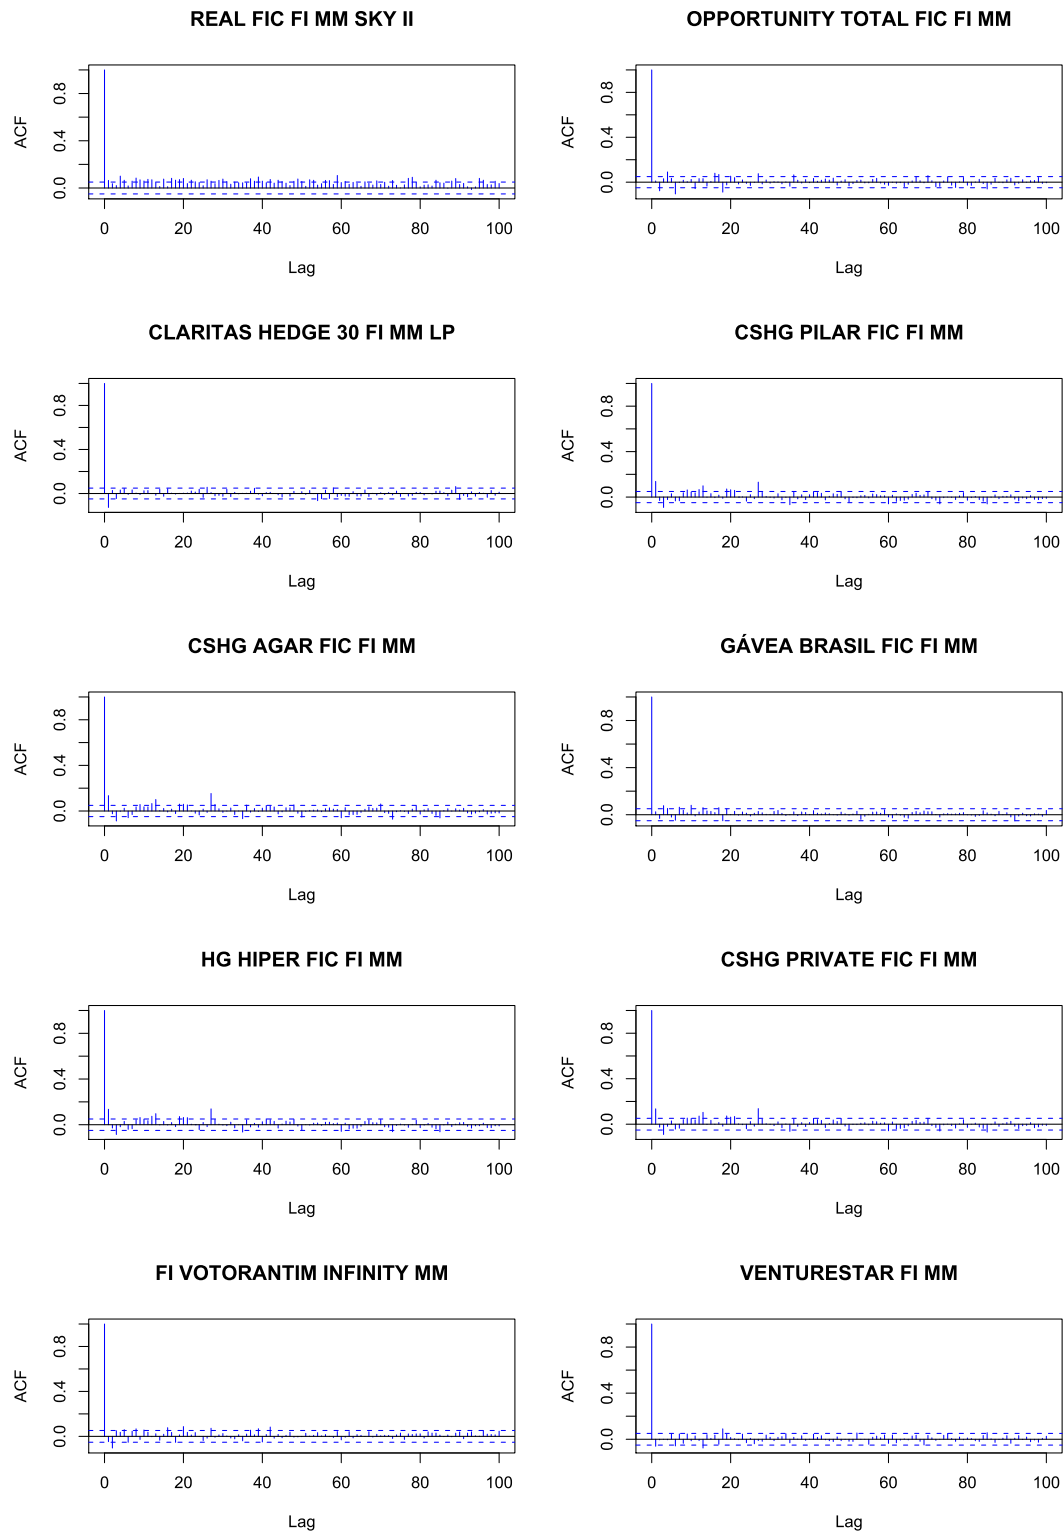 REAL FIC FI MM SKY II
ACF
0.0 0.4 0.8
0 20 40 60 80 100
Lag
OPPORTUNITY TOTAL FIC FI MM
ACF
0.0 0.4 0.8
0 20 40 60 80 100
Lag
CLARITAS HEDGE 30 FI MM LP
ACF
0.0 0.4 0.8
0 20 40 60 80 100
Lag
CSHG PILAR FIC FI MM
ACF
0.0 0.4 0.8
0 20 40 60 80 100
Lag
CSHG AGAR FIC FI MM
ACF
0.0 0.4 0.8
0 20 40 60 80 100
Lag
GÁVEA BRASIL FIC FI MM
ACF
0.0 0.4 0.8
0 20 40 60 80 100
Lag
HG HIPER FIC FI MM
ACF
0.0 0.4 0.8
0 20 40 60 80 100
Lag
CSHG PRIVATE FIC FI MM
ACF
0.0 0.4 0.8
0 20 40 60 80 100
Lag
FI VOTORANTIM INFINITY MM
ACF
0.0 0.4 0.8
0 20 40 60 80 100
Lag
VENTURESTAR FI MM
ACF
0.0 0.4 0.8
0 20 40 60 80 100
Lag